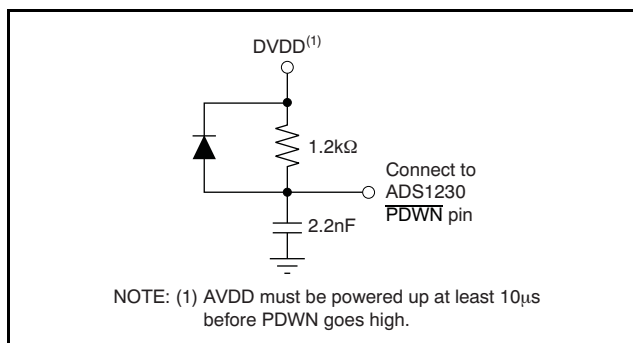 DVDD(1)
1.2kΩ
Connect to
ADS1230
PDWN pin
2.2nF
NOTE: (1) AVDD must be powered up at least 10μs
before PDWN goes high.